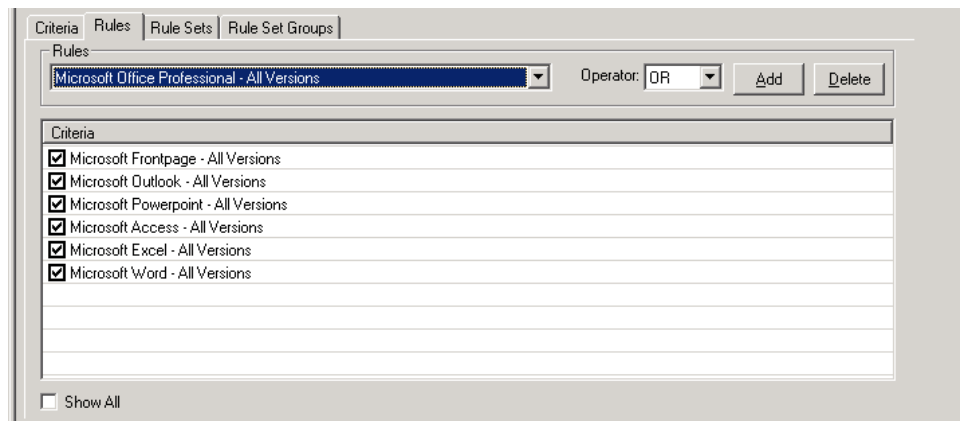 Criteria Rules Rule Sets Rule Set Groups
Rules
Microsoft Office Professional - All Versions Operator: OR Add Delete
Criteria
Microsoft Frontpage - All Versions
Microsoft Outlook - All Versions
Microsoft Powerpoint - All Versions
Microsoft Access - All Versions
Microsoft Excel - All Versions
Microsoft Word - All Versions
Show All